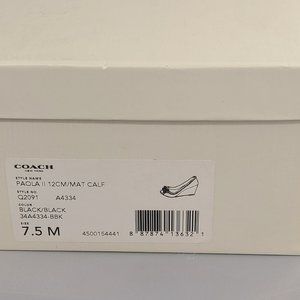 COACH
NEW YORK
STYLE NAME
PAOLA II 12CM/MAT CALF
STYLE NO.
Q2091 A4334
COLOR
BLACK/BLACK
34A4334-BBK
SIZE
7.5 M
4500154441
8 87874 13632 1